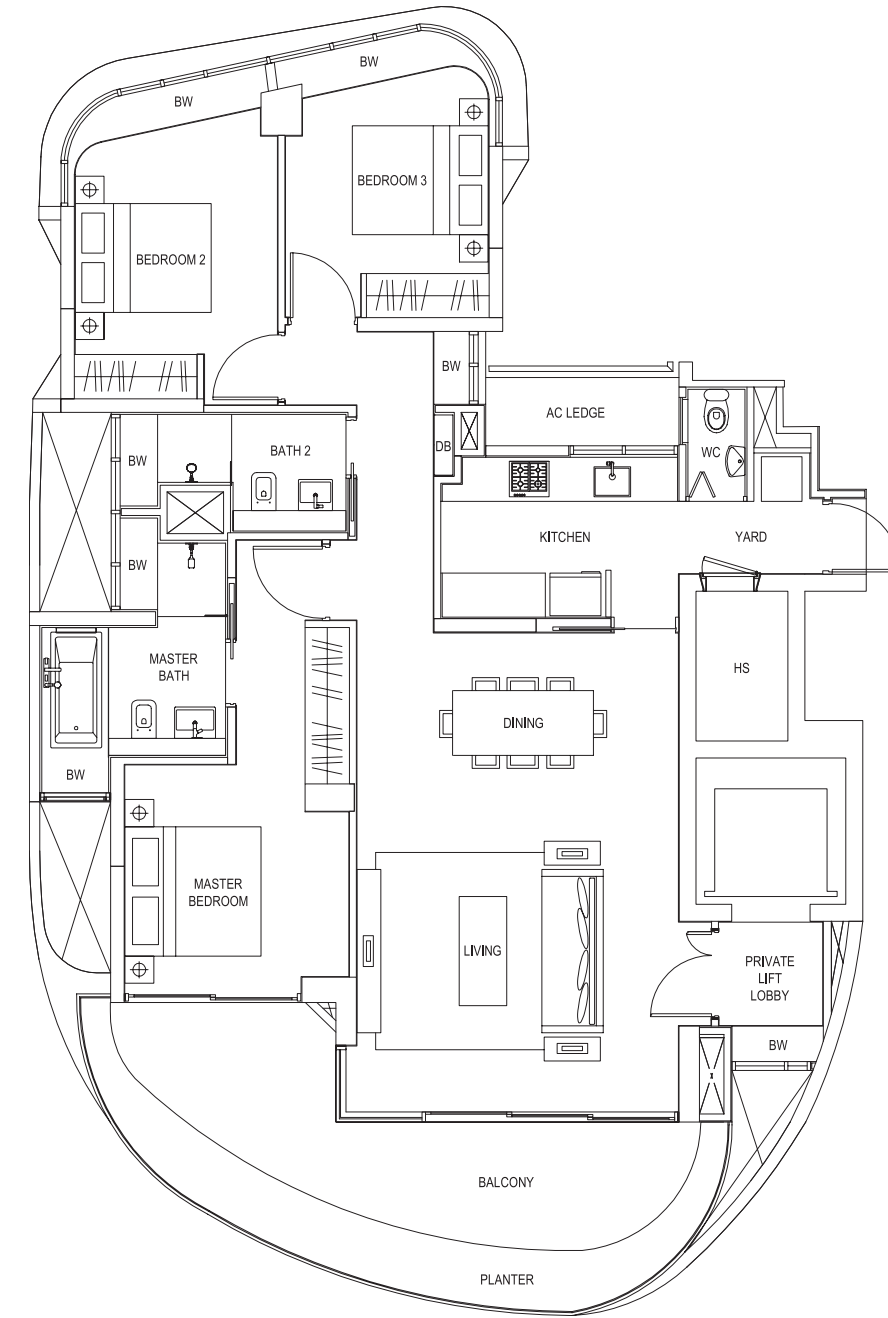 BW
BW
BEDROOM 3
BEDROOM 2
BW
AC LEDGE
DB
BATH 2
WC
BW
KITCHEN
YARD
BW
MASTER
BATH
HS
DINING
BW
MASTER
BEDROOM
LIVING
PRIVATE
LIFT
LOBBY
BW
BALCONY
PLANTER